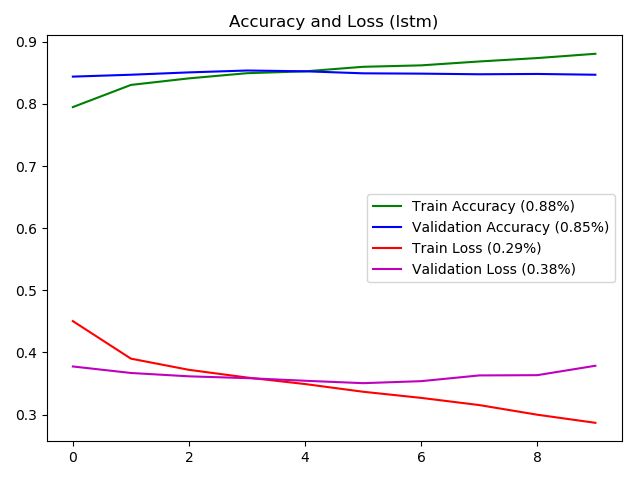 Accuracy and Loss (lstm)
0.9
0.8
0.7
0.6
0.5
0.4
0.3
Train Accuracy (0.88%)
Validation Accuracy (0.85%)
Train Loss (0.29%)
Validation Loss (0.38%)
0 2 4 6 8